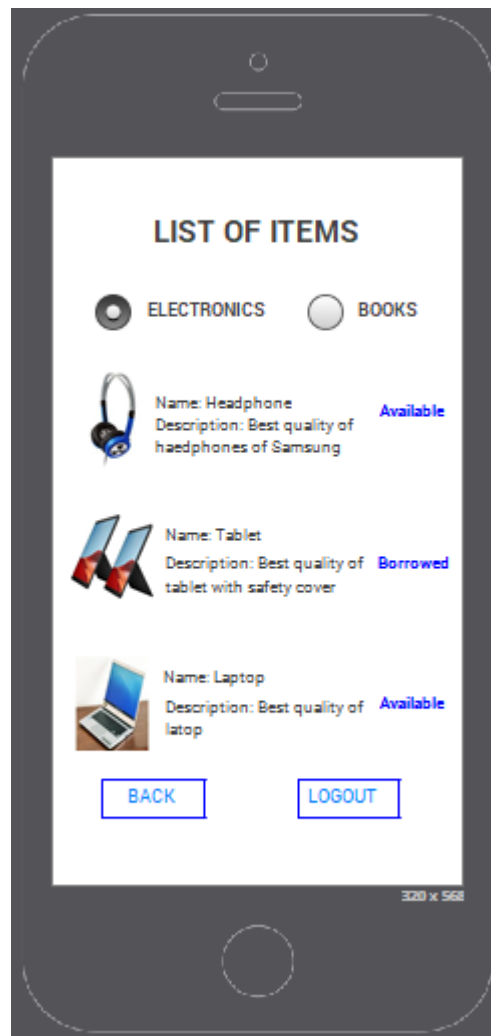 LIST OF ITEMS
ELECTRONICS BOOKS
Name: Headphone
Available
Description: Best quality of
haedphones of Samsung
Name: Tablet
Description: Best quality of Borrowed
tablet with safety cover
Name: Laptop
Description: Best quality of Available
latop
BACK LOGOUT
320 x 568